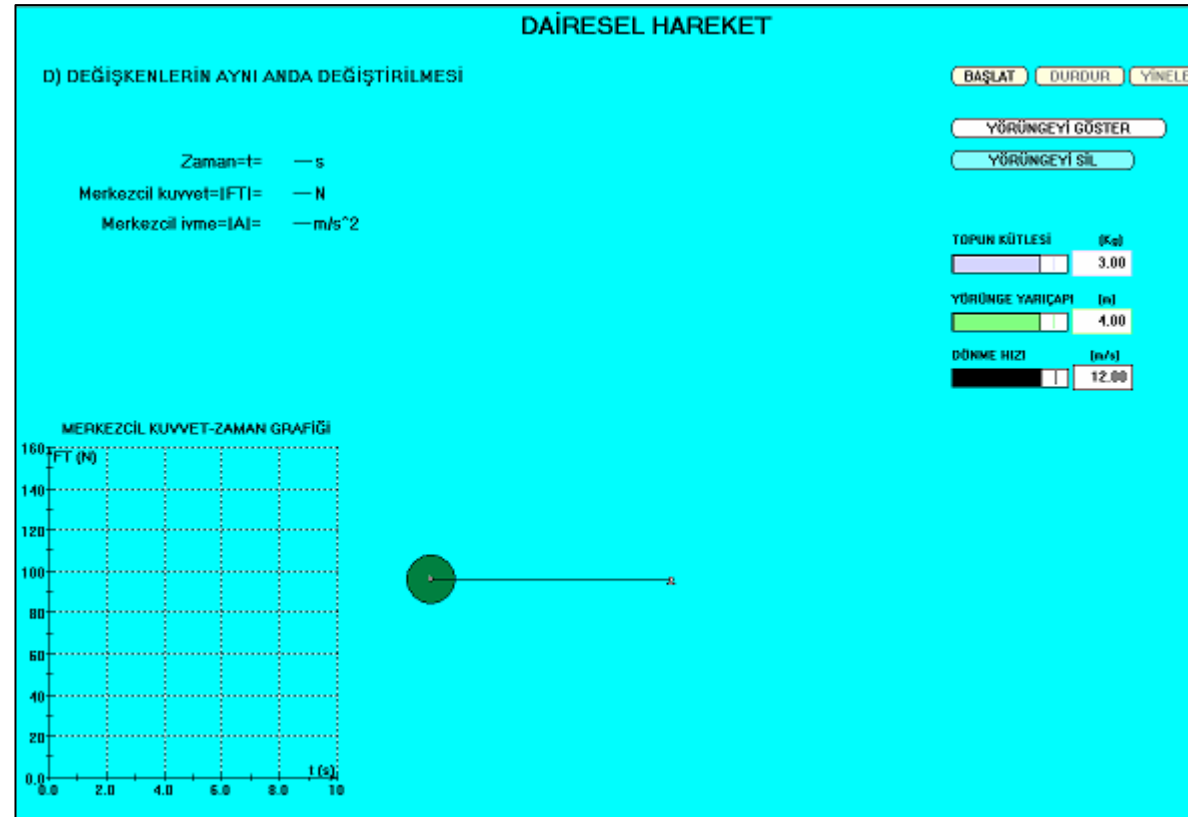 DAİRESEL HAREKET
D) DEĞİŞKENLERİN AYNI ANDA DEĞİŞTİRİLMESİ
BAŞLAT DURDUR YİNELE
YÖRÜNGEYİ GÖSTER
YÖRÜNGEYİ SİL
Zaman=t= — s
Merkezcil kuvvet=|FT|= — N
Merkezcil ivme=|A|= — m/s^2
TOPUN KÜTLESİ (Kg)
3.00
YÖRÜNGE YARIÇAPI (m)
4.00
DÖNME HIZI (m/s)
12.00
MERKEZCİL KUVVET-ZAMAN GRAFİĞİ
160 FT (N)
140
120
100
80
60
40
20
0.0 t (s)
0.0 2.0 4.0 6.0 8.0 10